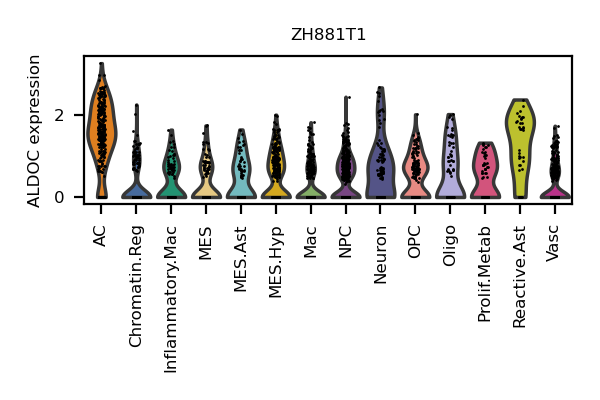 ZH881T1
ALDOC expression
2
0
AC
Chromatin.Reg
Inflammatory.Mac
MES
MES.Ast
MES.Hyp
Mac
NPC
Neuron
OPC
Oligo
Prolif.Metab
Reactive.Ast
Vasc